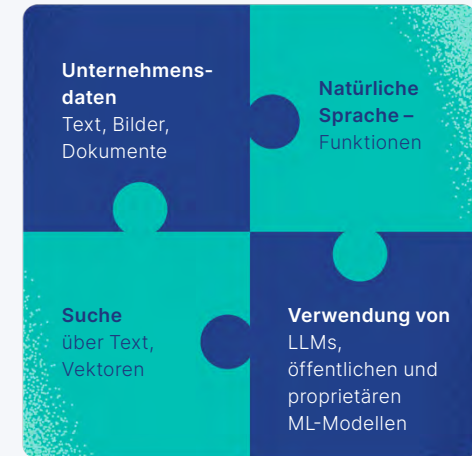 Unternehmens-
daten
Text, Bilder,
Dokumente
Natürliche
Sprache –
Funktionen
Suche
über Text,
Vektoren
Verwendung von
LLMs,
öffentlichen und
proprietären
ML-Modellen